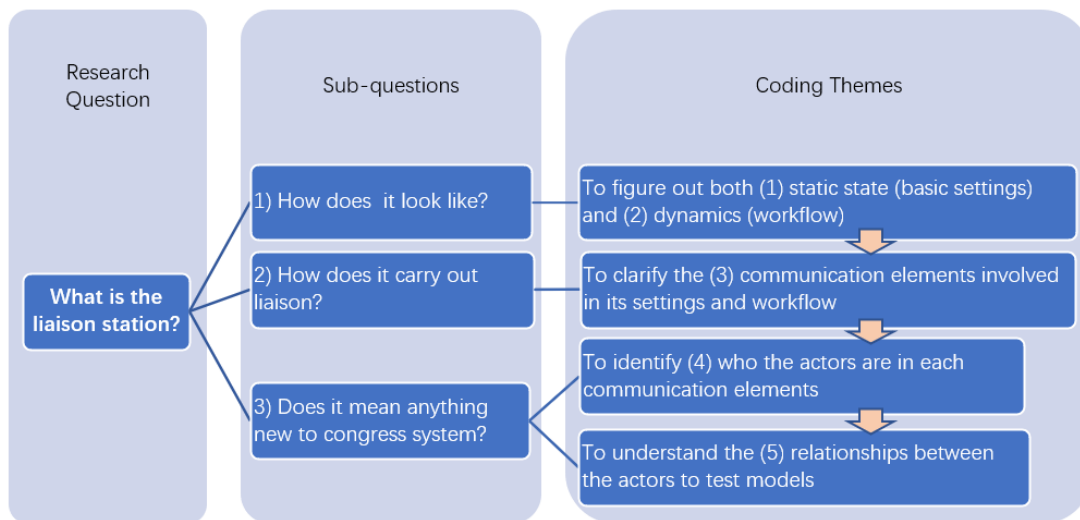 Research
Question
Sub-questions
Coding Themes
What is the
liaison station?
1) How does  it look like?
2) How does it carry out
liaison?
3) Does it mean anything
new to congress system?
To figure out both (1) static state (basic settings)
and (2) dynamics (workflow)
To clarify the (3) communication elements involved
in its settings and workflow
To identify (4) who the actors are in each
communication elements
To understand the (5) relationships between
the actors to test models